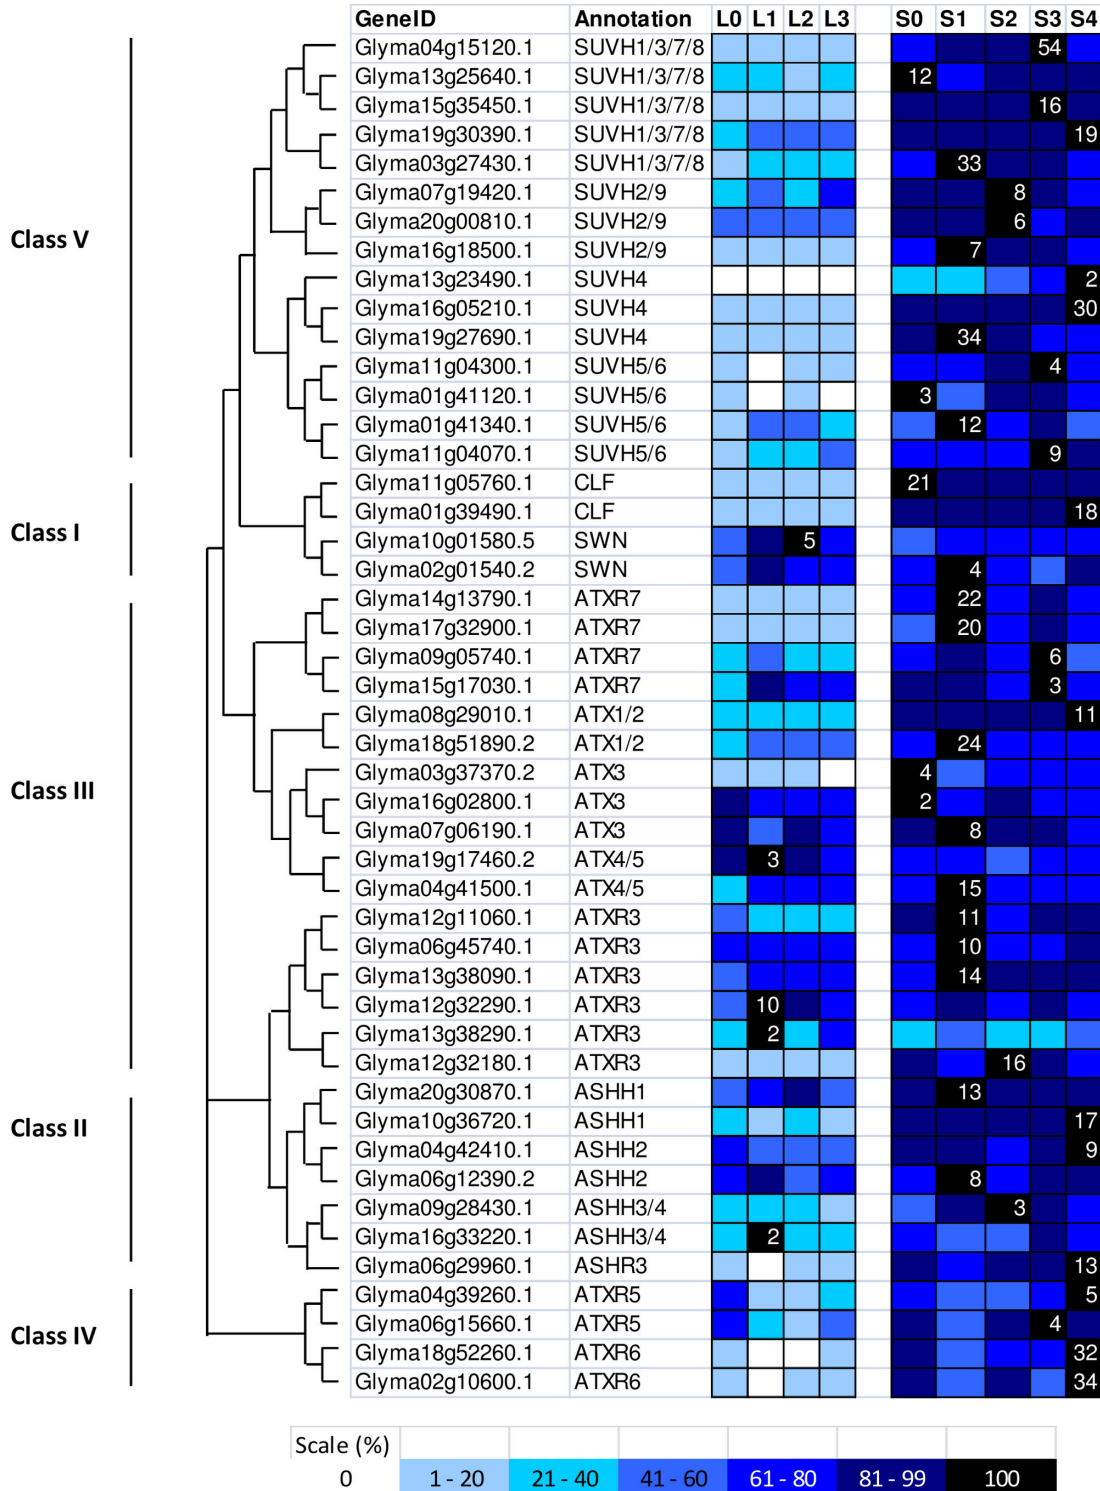 GeneID Annotation L0 L1 L2 L3 S0 S1 S2 S3 S4
Glyma04g15120.1 SUVH1/3/7/8 54
Glyma13g25640.1 SUVH1/3/7/8 12
Glyma15g35450.1 SUVH1/3/7/8 16
Glyma19g30390.1 SUVH1/3/7/8 19
Glyma03g27430.1 SUVH1/3/7/8 33
Glyma07g19420.1 SUVH2/9 8
Glyma20g00810.1 SUVH2/9 6
Class V
Glyma16g18500.1 SUVH2/9 7
Glyma13g23490.1 SUVH4 2
Glyma16g05210.1 SUVH4 30
Glyma19g27690.1 SUVH4 34
Glyma11g04300.1 SUVH5/6 4
Glyma01g41120.1 SUVH5/6 3
Glyma01g41340.1 SUVH5/6 12
Glyma11g04070.1 SUVH5/6 9
Glyma11g05760.1 CLF 21
Glyma01g39490.1 CLF 18
Class I
Glyma10g01580.5 SWN 5
Glyma02g01540.2 SWN 4
Glyma14g13790.1 ATXR7 22
Glyma17g32900.1 ATXR7 20
Glyma09g05740.1 ATXR7 6
Glyma15g17030.1 ATXR7 3
Glyma08g29010.1 ATX1/2 11
Glyma18g51890.2 ATX1/2 24
Glyma03g37370.2 ATX3 4
Class III
Glyma16g02800.1 ATX3 2
Glyma07g06190.1 ATX3 8
Glyma19g17460.2 ATX4/5 3
Glyma04g41500.1 ATX4/5 15
Glyma12g11060.1 ATXR3 11
Glyma06g45740.1 ATXR3 10
Glyma13g38090.1 ATXR3 14
Glyma12g32290.1 ATXR3 10
Glyma13g38290.1 ATXR3 2
Glyma12g32180.1 ATXR3 16
Glyma20g30870.1 ASHH1 13
Glyma10g36720.1 ASHH1 17
Class II
Glyma04g42410.1 ASHH2 9
Glyma06g12390.2 ASHH2 8
Glyma09g28430.1 ASHH3/4 3
Glyma16g33220.1 ASHH3/4 2
Glyma06g29960.1 ASHR3 13
Glyma04g39260.1 ATXR5 5
Glyma06g15660.1 ATXR5 4
Class IV
Glyma18g52260.1 ATXR6 32
Glyma02g10600.1 ATXR6 34
Scale (%)
0 1 - 20 21 - 40 41 - 60 61 - 80 81 - 99 100